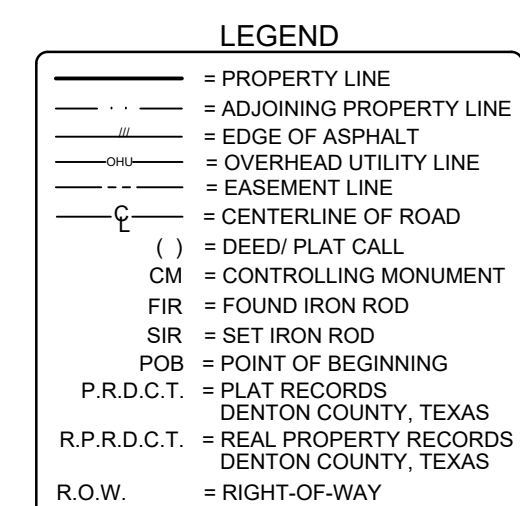 LEGEND
= PROPERTY LINE
= ADJOINING PROPERTY LINE
/// = EDGE OF ASPHALT
OHU = OVERHEAD UTILITY LINE
= EASEMENT LINE
CL = CENTERLINE OF ROAD
( ) = DEED/ PLAT CALL
CM = CONTROLLING MONUMENT
FIR = FOUND IRON ROD
SIR = SET IRON ROD
POB = POINT OF BEGINNING
P.R.D.C.T. = PLAT RECORDS
DENTON COUNTY, TEXAS
R.P.R.D.C.T. = REAL PROPERTY RECORDS
DENTON COUNTY, TEXAS
R.O.W. = RIGHT-OF-WAY